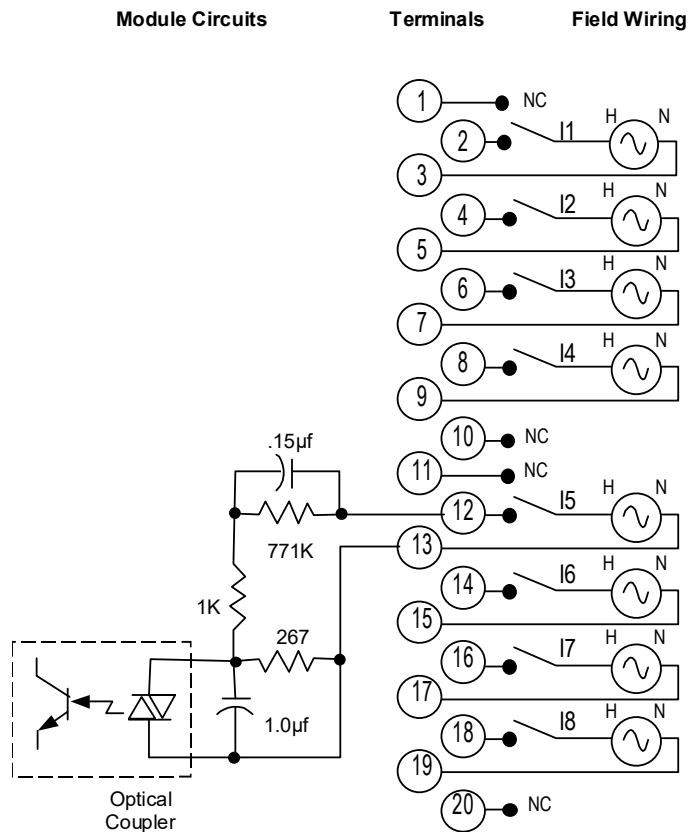 Module Circuits Terminals Field Wiring
1 NC
2 I1 H N
3
4 I2 H N
5
6 I3 H N
7
8 I4 H N
9
10 NC
11 NC
.15µf
12 I5 H N
771K
13
14 I6 H N
1K
15
267
16 I7 H N
17
1.0µf
18 I8 H N
19
Optical
Coupler
20 NC